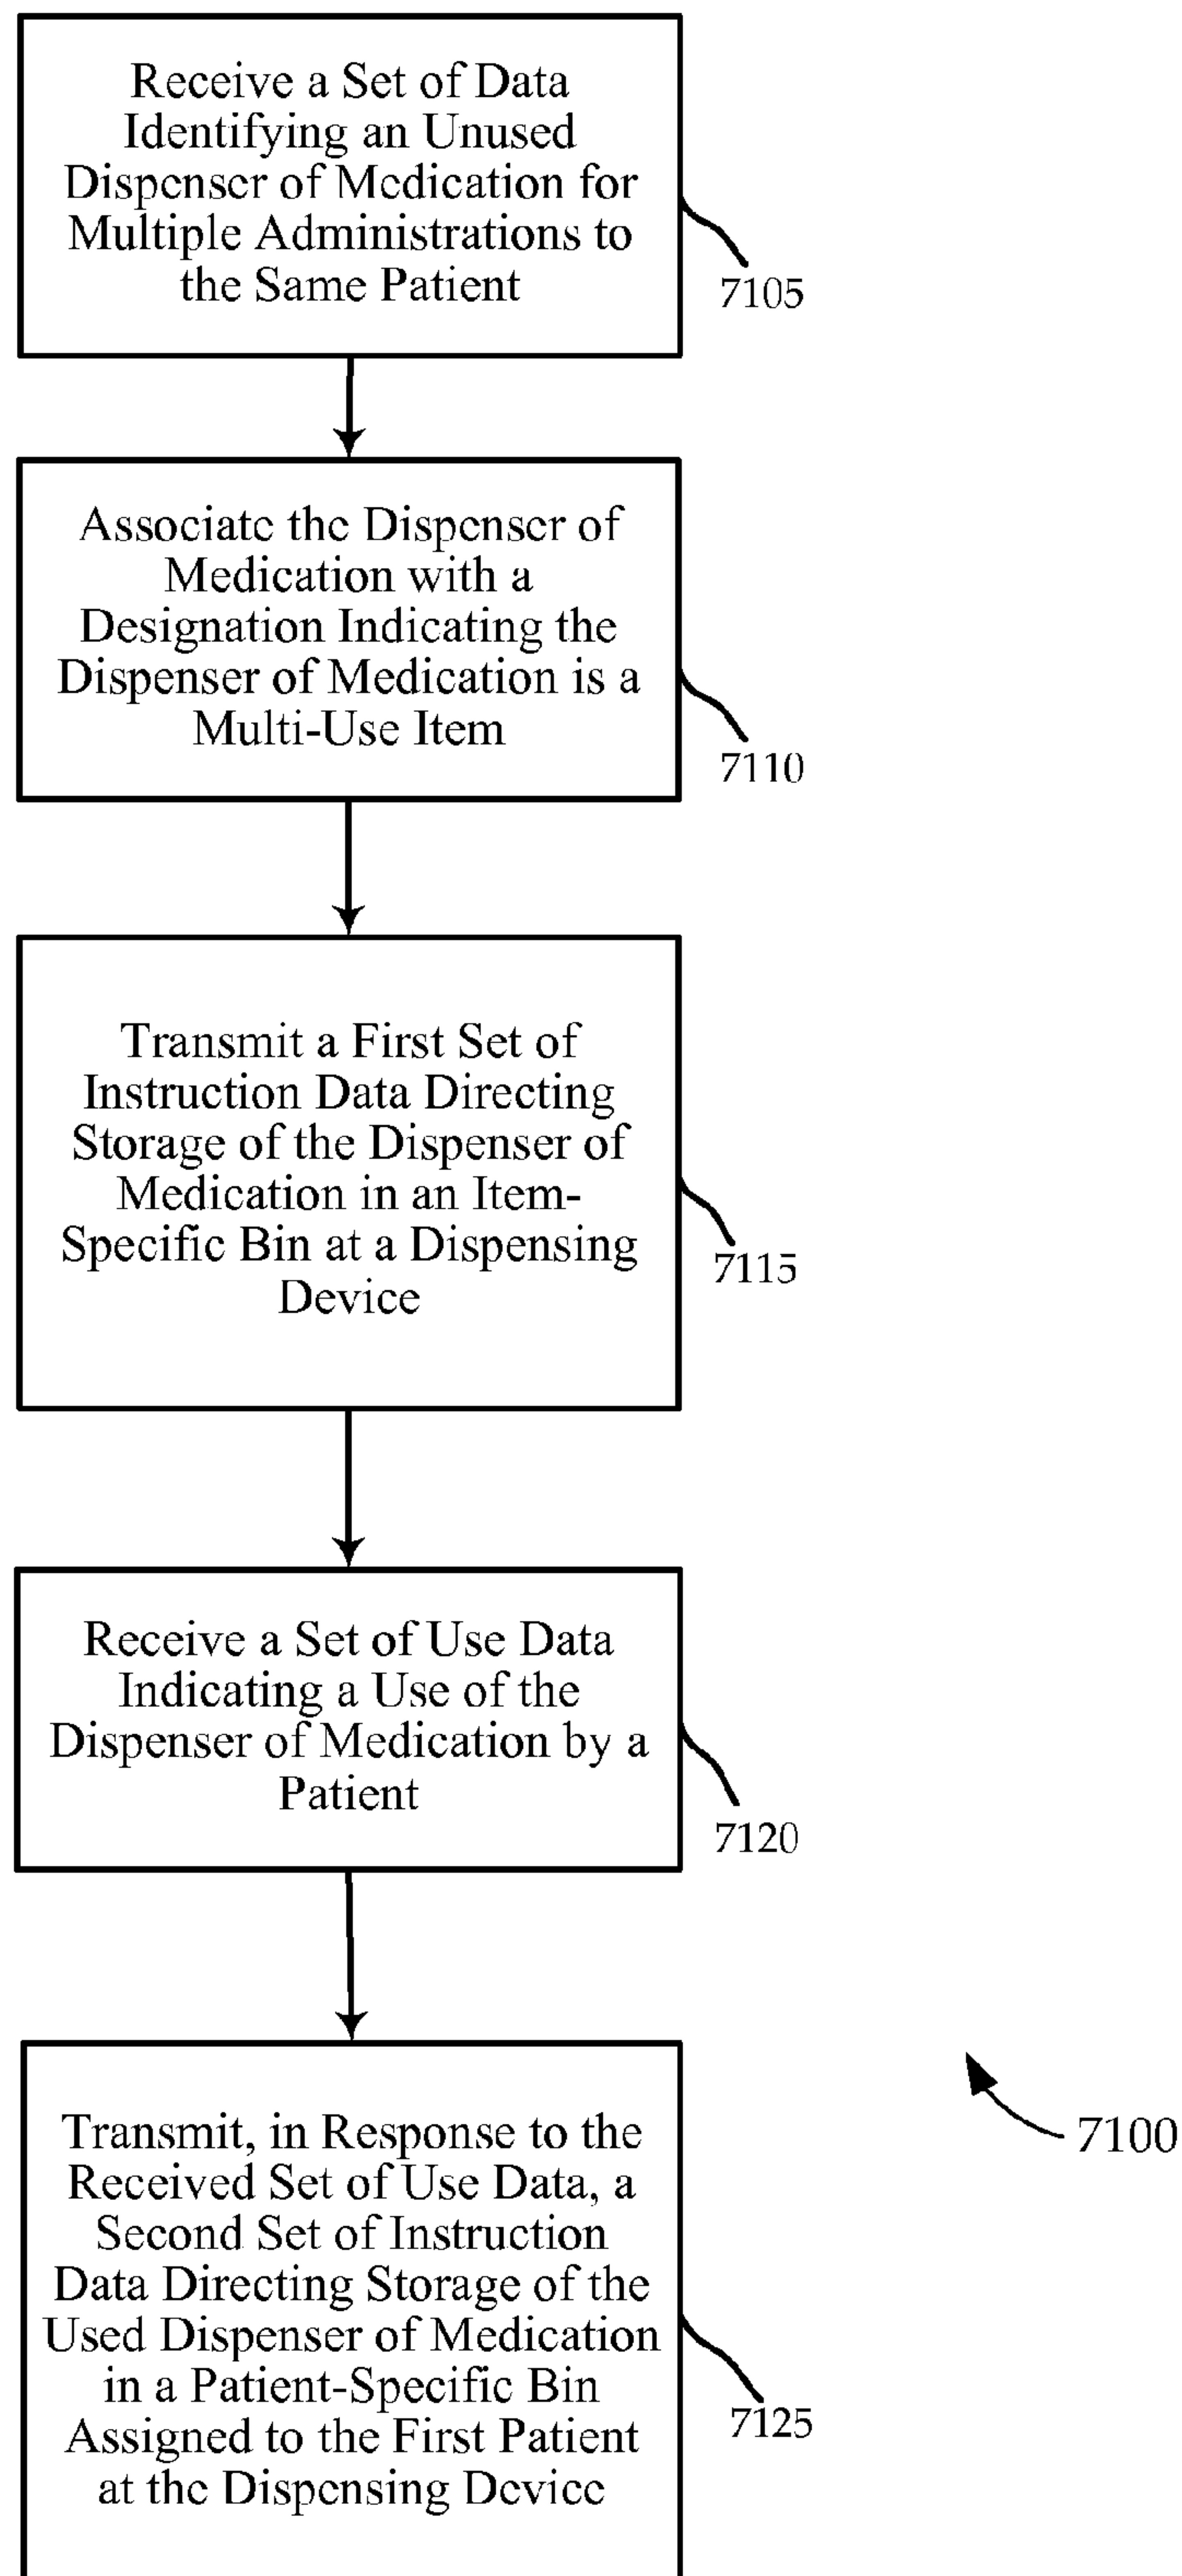 Receive a Set of Data
Identifying an Unused
Dispenser of Medication for
Multiple Administrations to
the Same Patient
7105
Associate the Dispenser of
Medication with a
Designation Indicating the
Dispenser of Medication is a
Multi-Use Item
7110
Transmit a First Set of
Instruction Data Directing
Storage of the Dispenser of
Medication in an Item-
Specific Bin at a Dispensing
Device
7115
Receive a Set of Use Data
Indicating a Use of the
Dispenser of Medication by a
Patient
7120
Transmit, in Response to the
Received Set of Use Data, a
Second Set of Instruction
Data Directing Storage of the
Used Dispenser of Medication
in a Patient-Specific Bin
Assigned to the First Patient
at the Dispensing Device
7125
7100